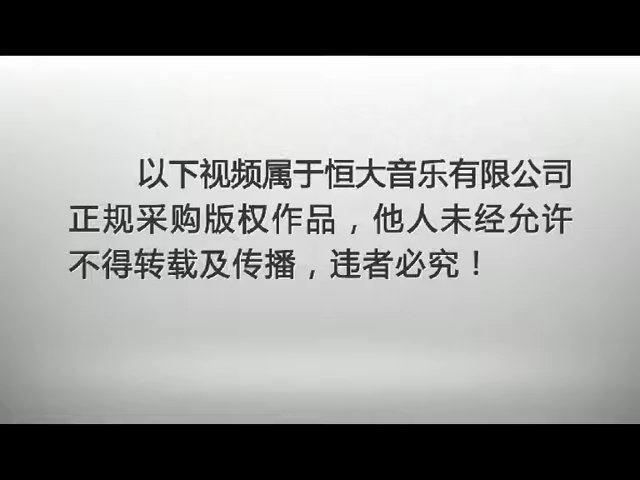 以下视频属于恒大音乐有限公司
正规采购版权作品，他人未经允许
不得转载及传播，违者必究！